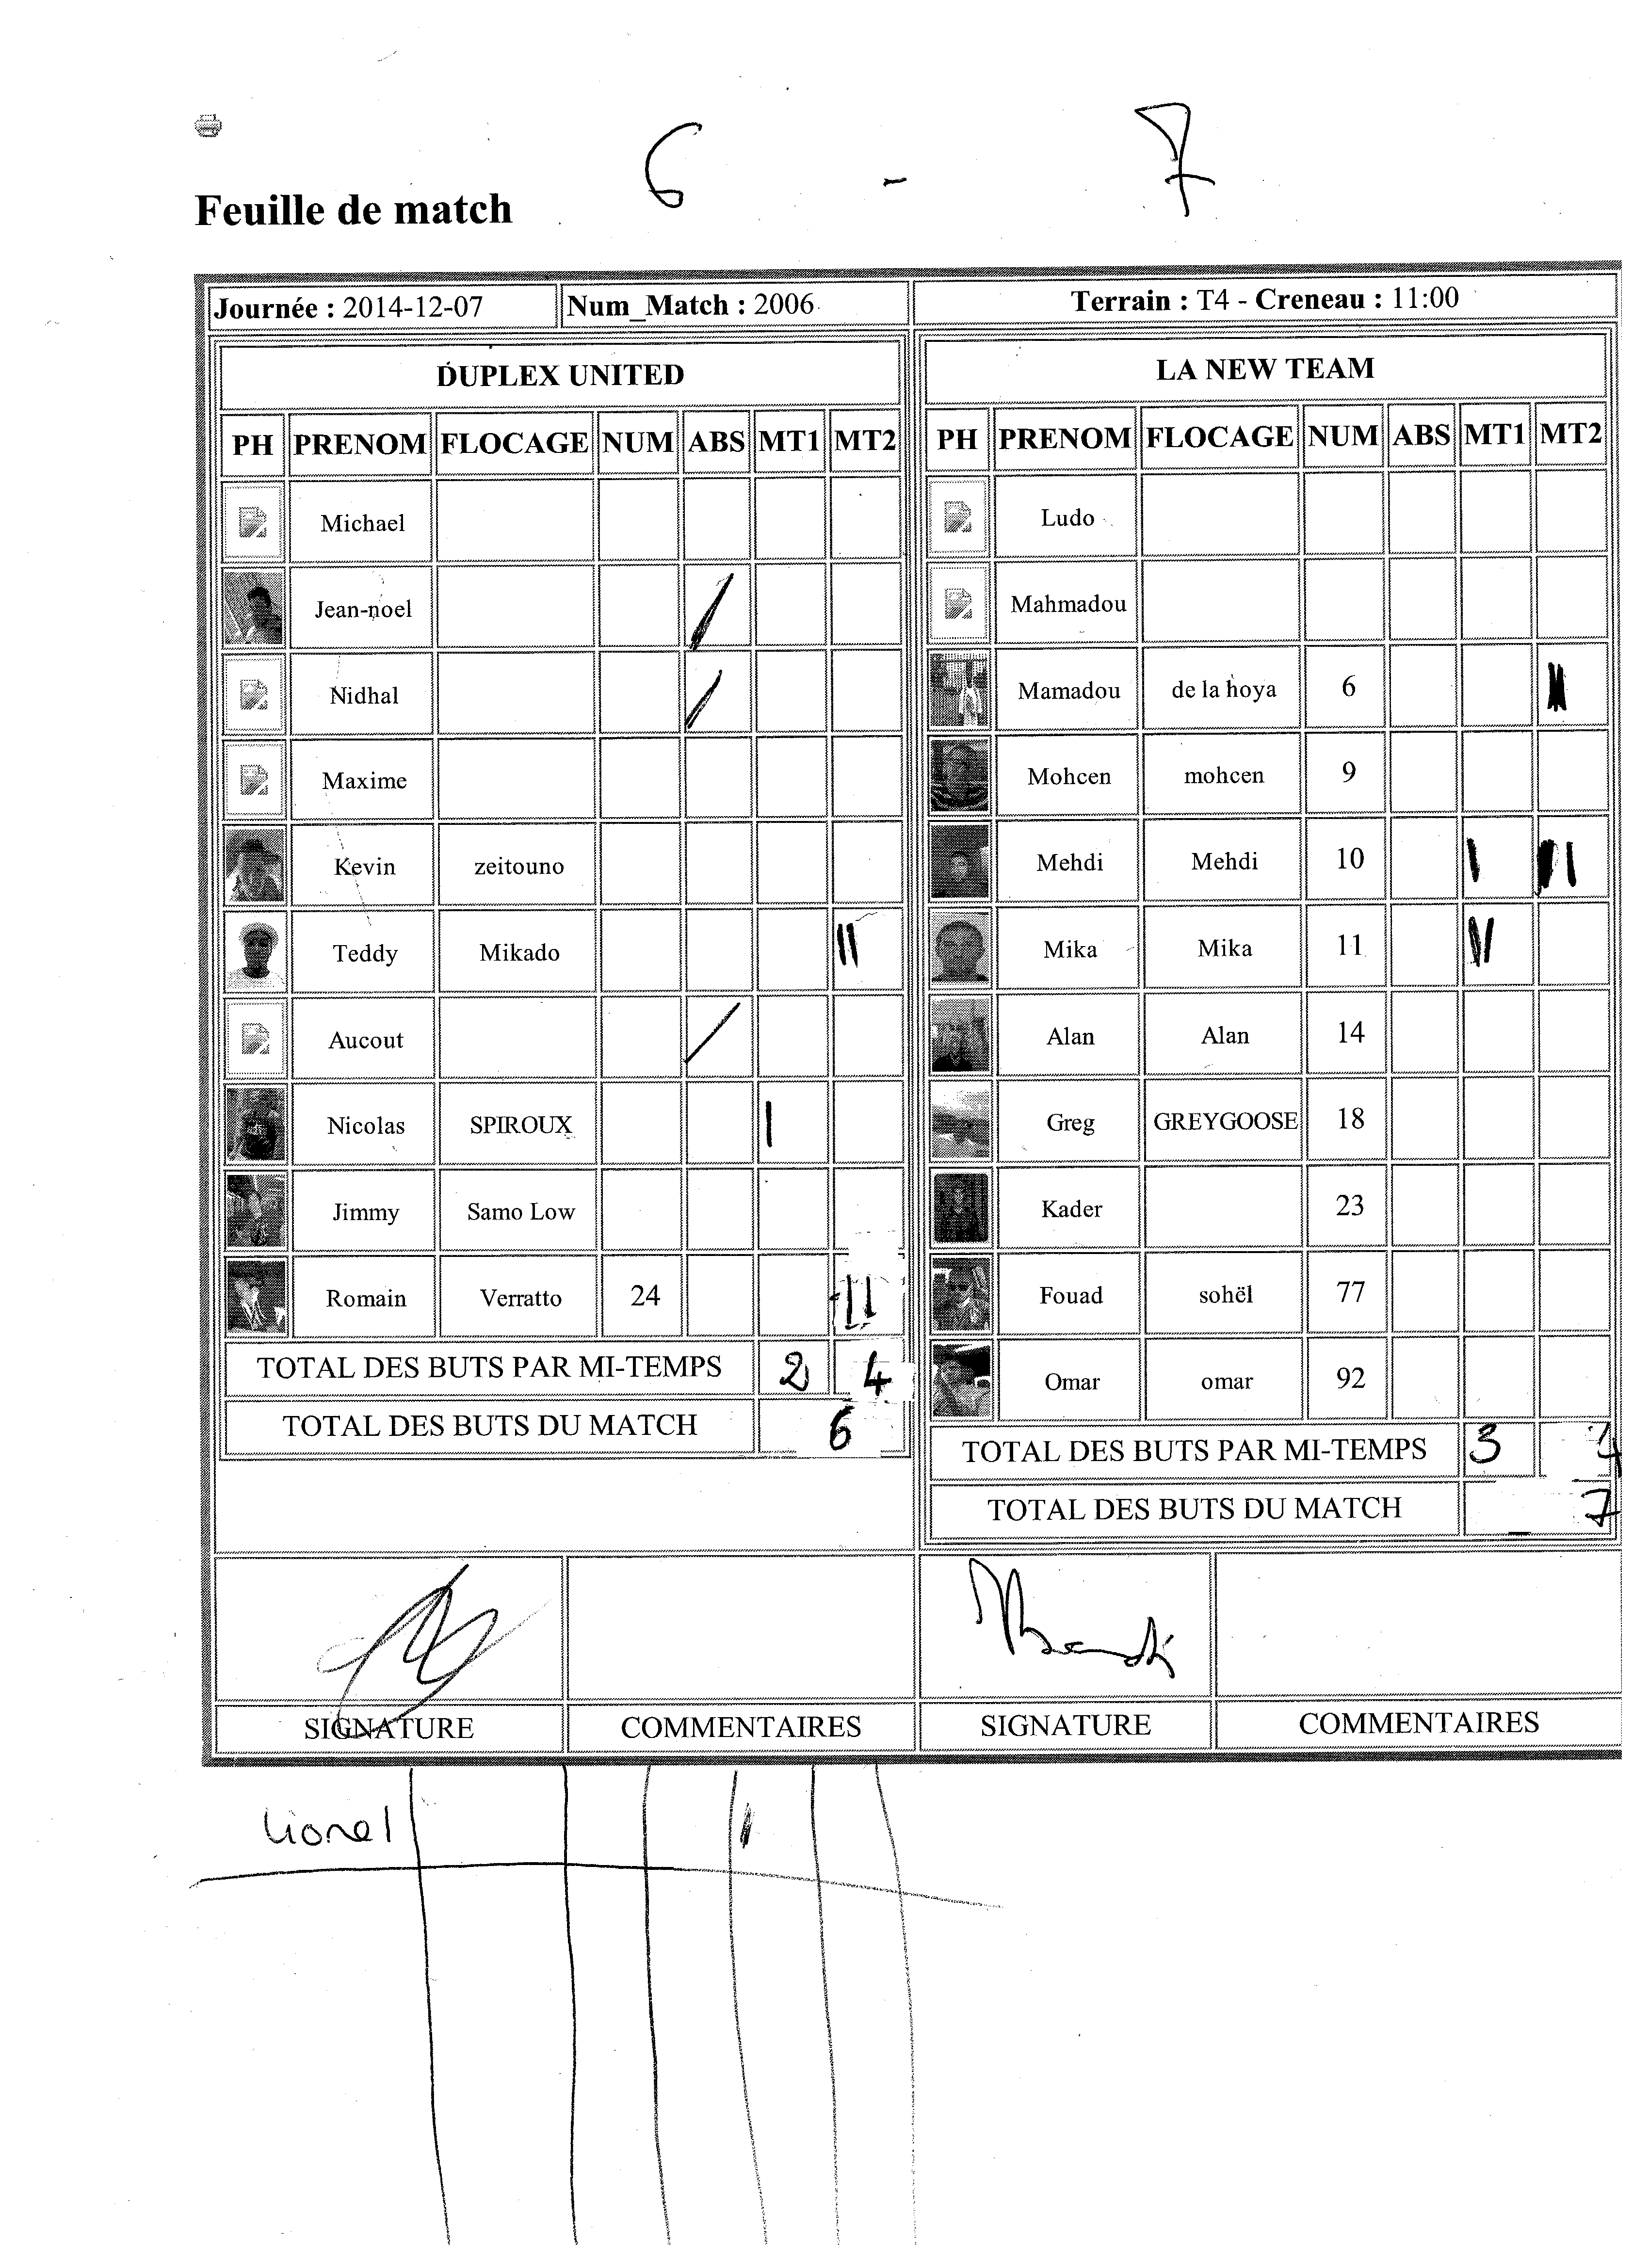 6 - 7
Feuille de match
Journée : 2014-12-07 Num_Match : 2006 Terrain : T4 - Creneau : 11:00
DUPLEX UNITED
PH PRENOM FLOCAGE NUM ABS MT1 MT2
Michael
Jean-noel /
Nidhal /
Maxime
Kevin zeitouno
Teddy Mikado II
Aucout /
Nicolas SPIROUX I
Jimmy Samo Low
Romain Verratto 24 II
TOTAL DES BUTS PAR MI-TEMPS 2 4
TOTAL DES BUTS DU MATCH 6
LA NEW TEAM
PH PRENOM FLOCAGE NUM ABS MT1 MT2
Ludo
Mahmadou
Mamadou de la hoya 6
Mohcen mohcen 9
Mehdi Mehdi 10 I
Mika Mika 11 II
Alan Alan 14
Greg GREYGOOSE 18
Kader 23
Fouad sohël 77
Omar omar 92
TOTAL DES BUTS PAR MI-TEMPS 3 4
TOTAL DES BUTS DU MATCH 7
SIGNATURE COMMENTAIRES SIGNATURE COMMENTAIRES
Lionel I